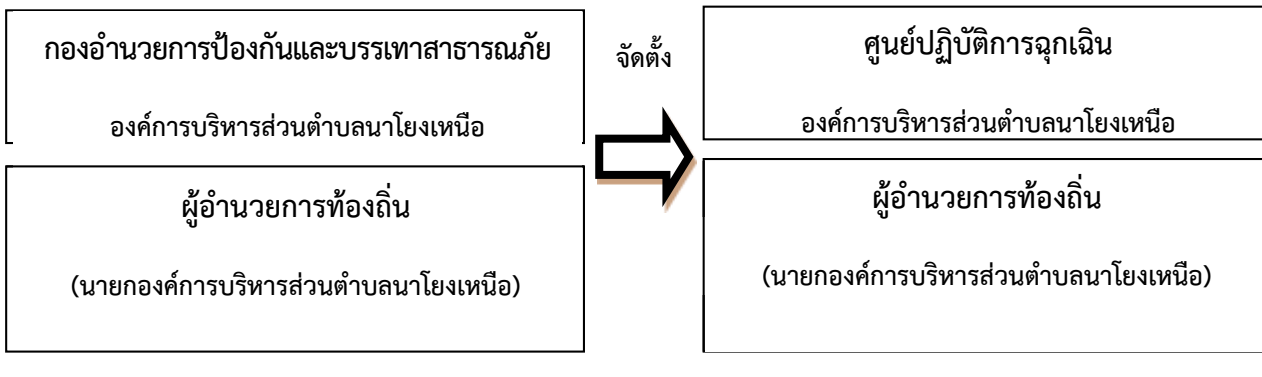 กองอำนวยการป้องกันและบรรเทาสาธารณภัย
องค์การบริหารส่วนตำบลนาโยงเหนือ
ผู้อำนวยการท้องถิ่น
(นายกองค์การบริหารส่วนตำบลนาโยงเหนือ)
จัดตั้ง
ศูนย์ปฏิบัติการฉุกเฉิน
องค์การบริหารส่วนตำบลนาโยงเหนือ
ผู้อำนวยการท้องถิ่น
(นายกองค์การบริหารส่วนตำบลนาโยงเหนือ)